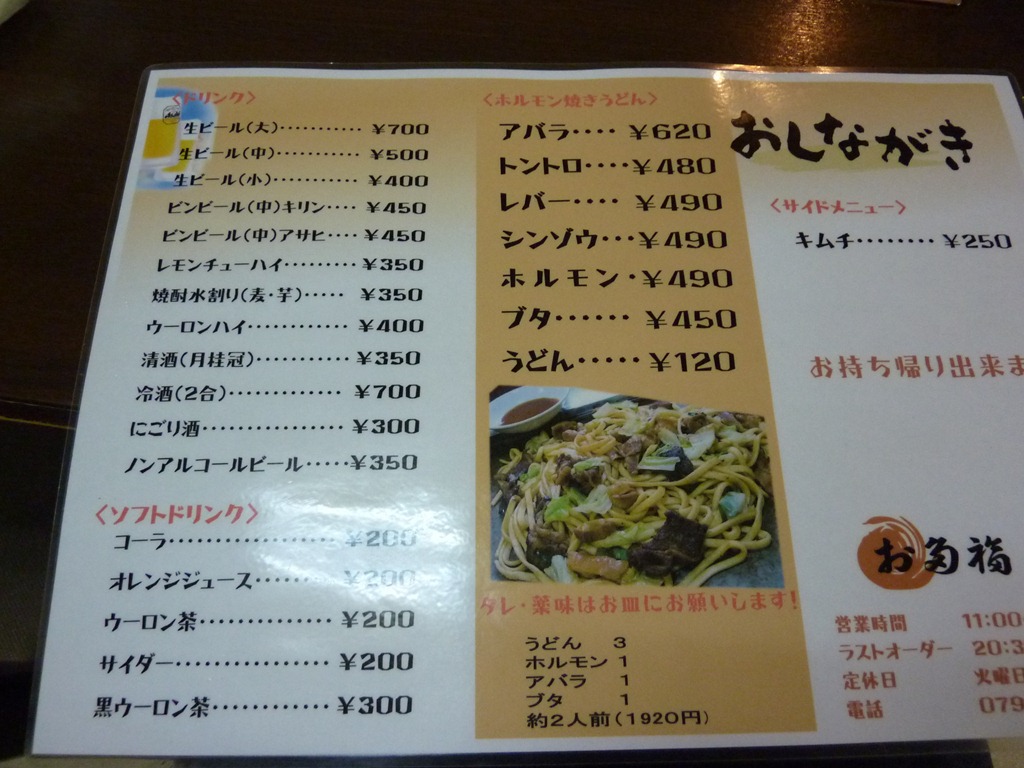 〈ドリンク〉
生ビール(大)··········· ¥700
生ビール(中)··········· ¥500
生ビール(小)··········· ¥400
ビンビール(中)キリン···· ¥450
ビンビール(中)アサヒ···· ¥450
レモンチューハイ········· ¥350
焼酎水割り(麦·芋)····· ¥350
ウーロンハイ············ ¥400
清酒(月桂冠)··········· ¥350
冷酒(2合)·············· ¥700
にごり酒················· ¥300
ノンアルコールビール·····¥350
〈ソフトドリンク〉
コーラ·················· ¥200
オレンジジュース········ ¥200
ウーロン茶·············· ¥200
サイダー················ ¥200
黒ウーロン茶············ ¥300
〈ホルモン焼きうどん〉
アバラ···· ¥620
トントロ····¥480
レバー···· ¥490
シンゾウ···¥490
ホルモン·¥490
ブタ······ ¥450
うどん····· ¥120
タレ·薬味はお皿にお願いします!
うどん 3
ホルモン 1
アバラ 1
ブタ 1
約2人前(1920円)
おしながき
〈サイドメニュー〉
キムチ········ ¥250
お持ち帰り出来ま
お多福
営業時間 11:00
ラストオーダー 20:3
定休日 火曜日
電話 079